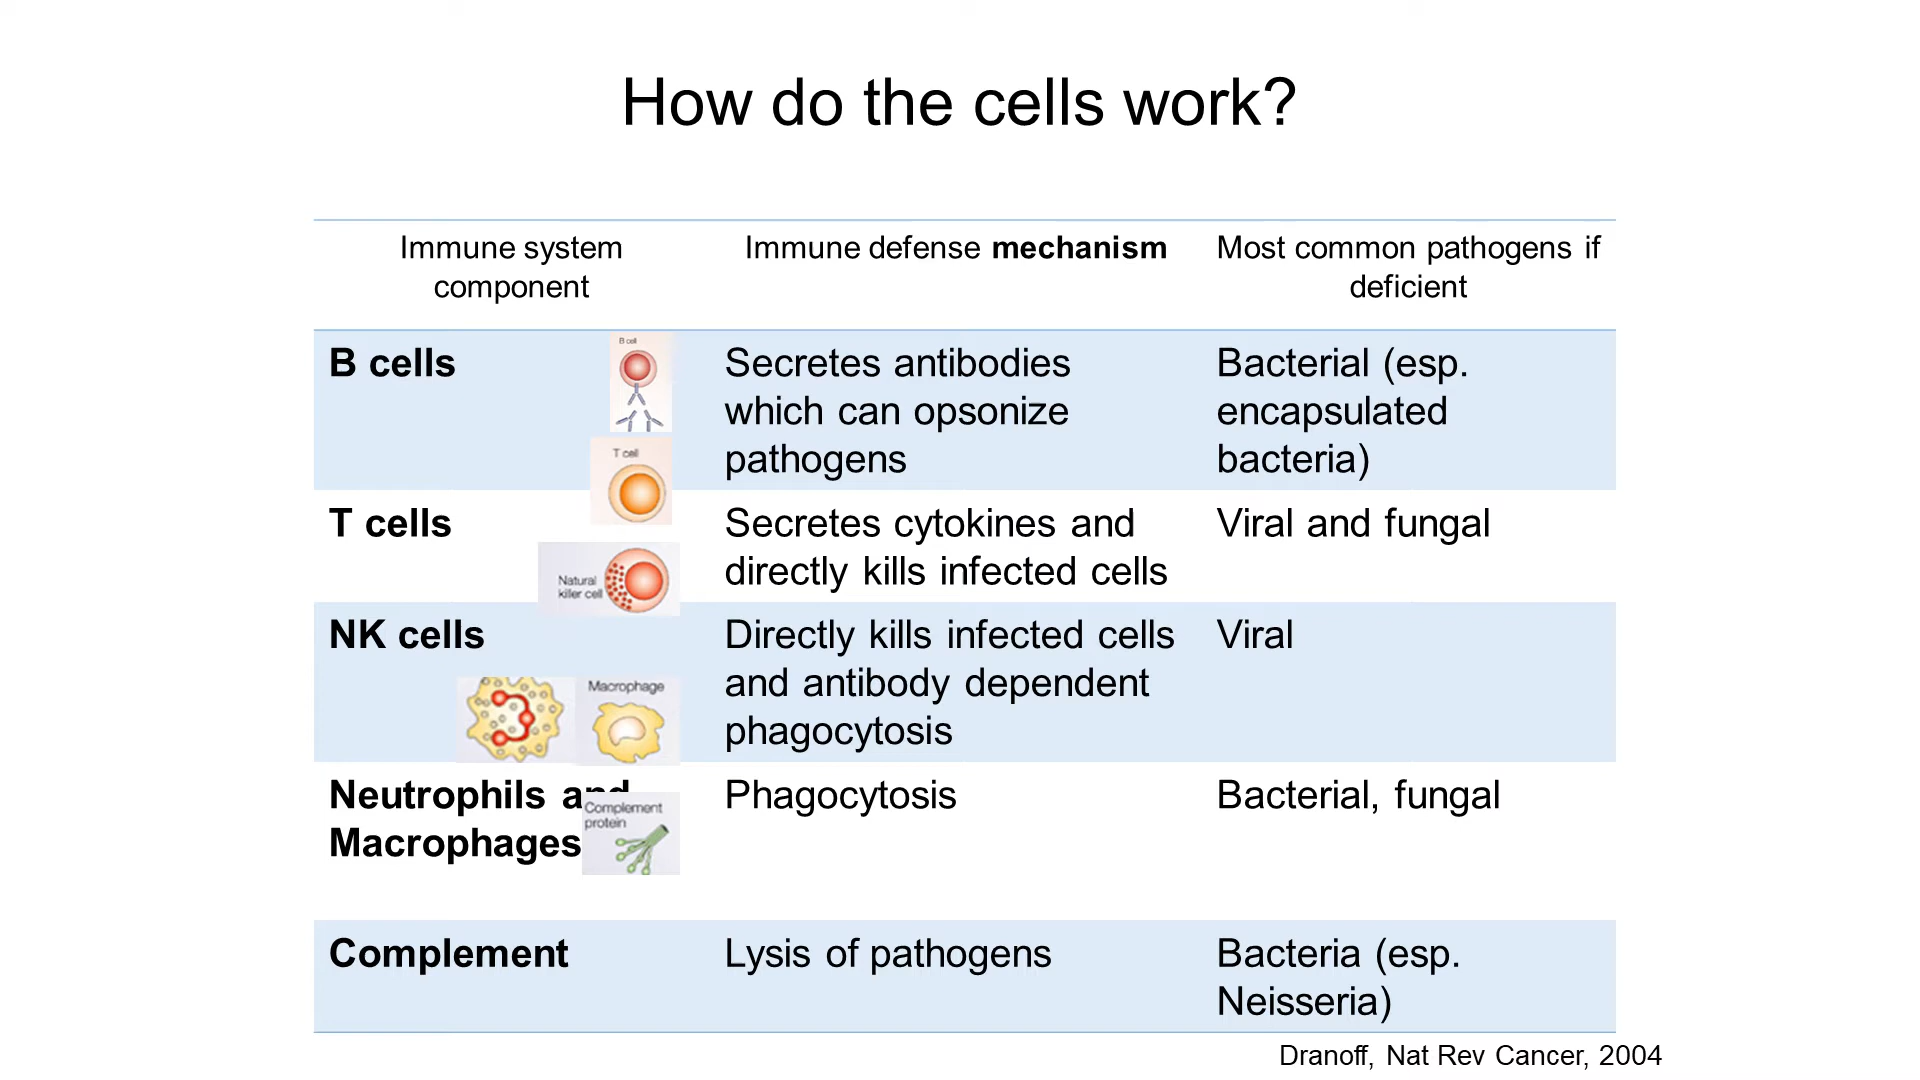 How do the cells work?
Immune system
component
Immune defense mechanism
Most common pathogens if
deficient
B cells
B cell
Secretes antibodies
which can opsonize
pathogens
Bacterial (esp.
encapsulated
bacteria)
T cell
T cells
Secretes cytokines and
directly kills infected cells
Viral and fungal
Natural
killer cell
NK cells
Directly kills infected cells
and antibody dependent
phagocytosis
Viral
Macrophage
Neutrophils and
Macrophages
Complement
protein
Phagocytosis
Bacterial, fungal
Complement
Lysis of pathogens
Bacteria (esp.
Neisseria)
Dranoff, Nat Rev Cancer, 2004